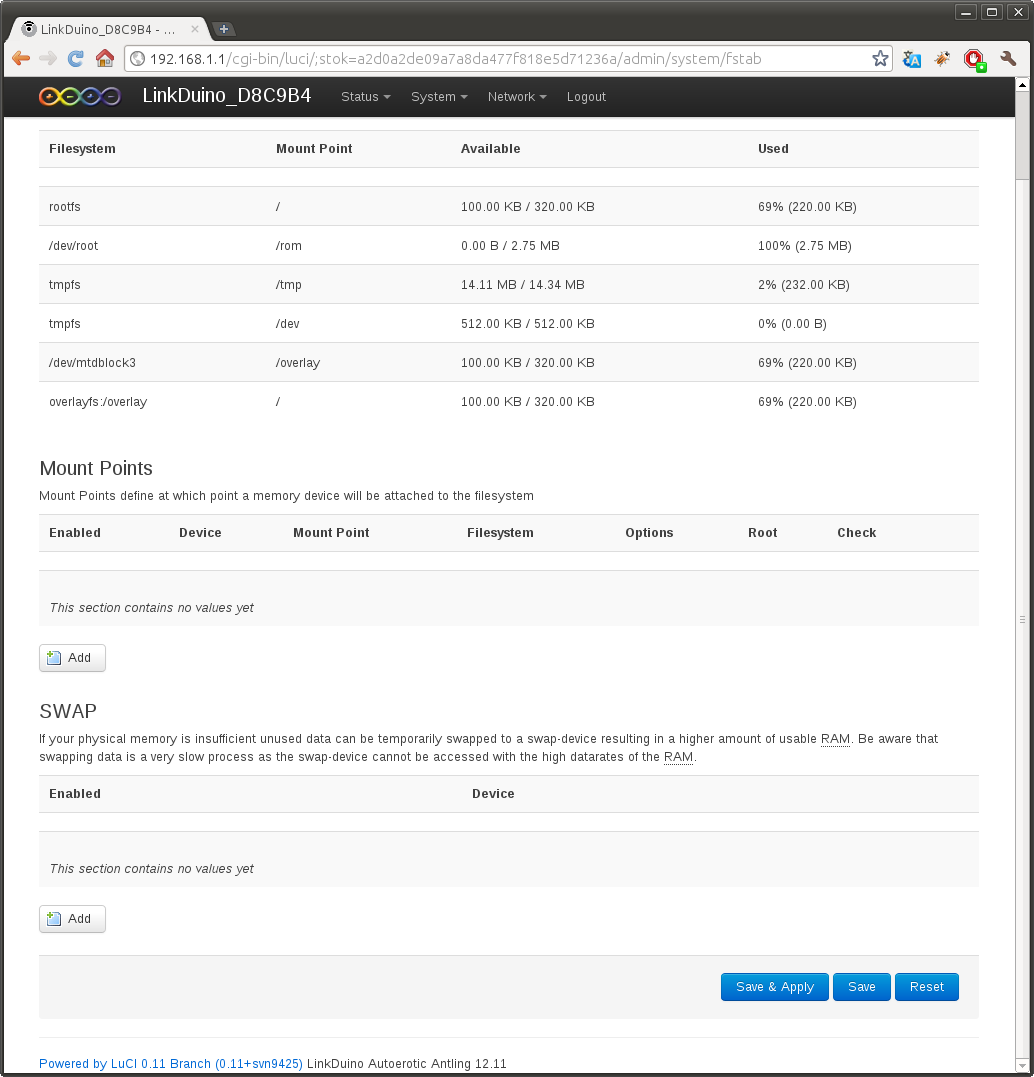 LinkDuino_D8C9B4 - ...
192.168.1.1/cgi-bin/luci/;stok=a2d0a2de09a7a8da477f818e5d71236a/admin/system/fstab
LinkDuino_D8C9B4 Status System Network Logout
Filesystem Mount Point Available Used
rootfs / 100.00 KB / 320.00 KB 69% (220.00 KB)
/dev/root /rom 0.00 B / 2.75 MB 100% (2.75 MB)
tmpfs /tmp 14.11 MB / 14.34 MB 2% (232.00 KB)
tmpfs /dev 512.00 KB / 512.00 KB 0% (0.00 B)
/dev/mtdblock3 /overlay 100.00 KB / 320.00 KB 69% (220.00 KB)
overlayfs:/overlay / 100.00 KB / 320.00 KB 69% (220.00 KB)
Mount Points
Mount Points define at which point a memory device will be attached to the filesystem
Enabled Device Mount Point Filesystem Options Root Check
This section contains no values yet
Add
SWAP
If your physical memory is insufficient unused data can be temporarily swapped to a swap-device resulting in a higher amount of usable RAM. Be aware that
swapping data is a very slow process as the swap-device cannot be accessed with the high datarates of the RAM.
Enabled Device
This section contains no values yet
Add
Save & Apply Save Reset
Powered by LuCI 0.11 Branch (0.11+svn9425) LinkDuino Autoerotic Antling 12.11